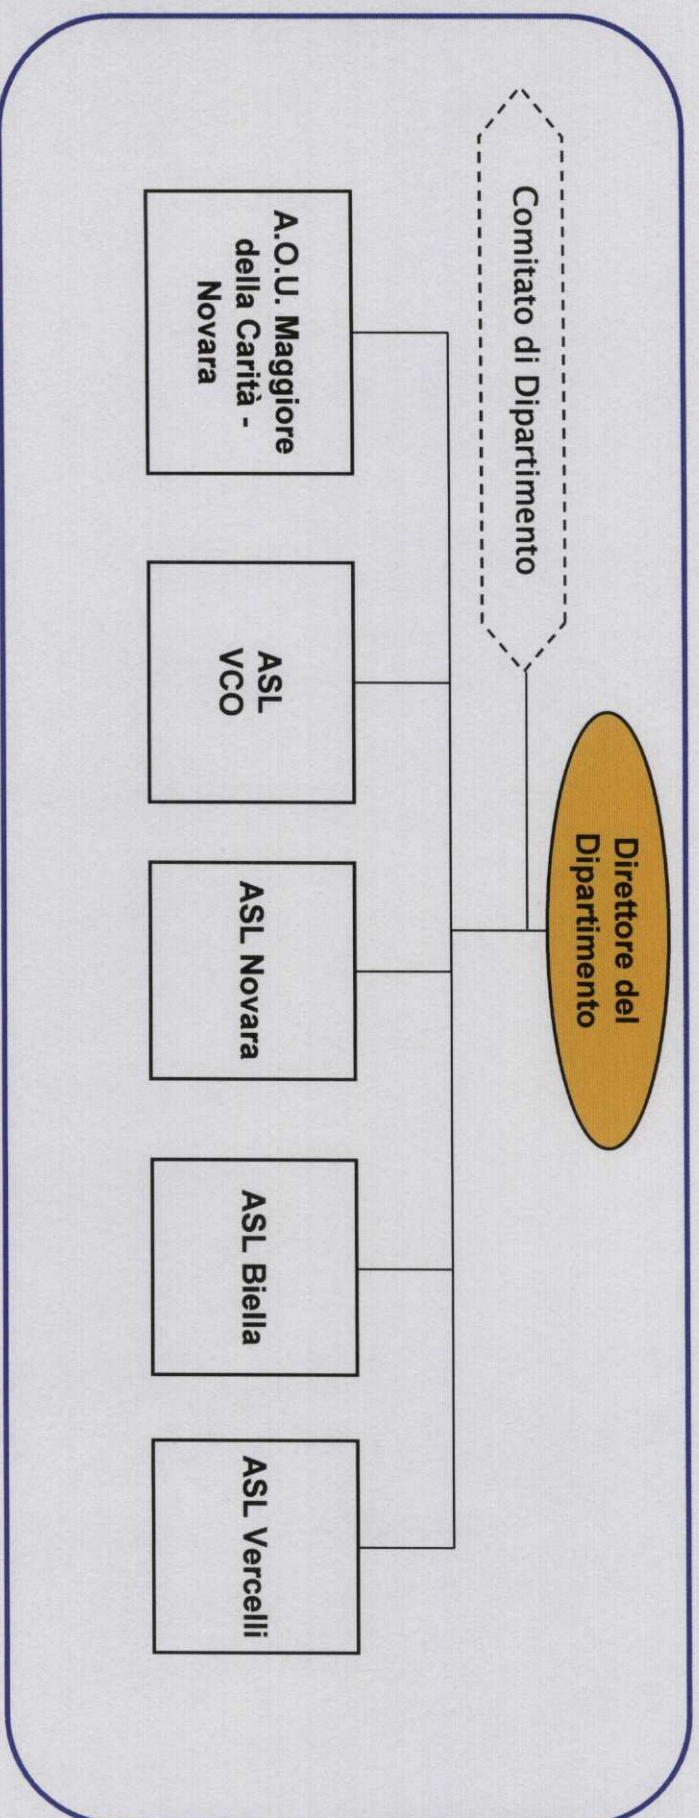 Direttore del
Dipartimento
Comitato di Dipartimento
A.O.U. Maggiore
della Carità -
Novara
ASL
VCO
ASL Novara
ASL Biella
ASL Vercelli